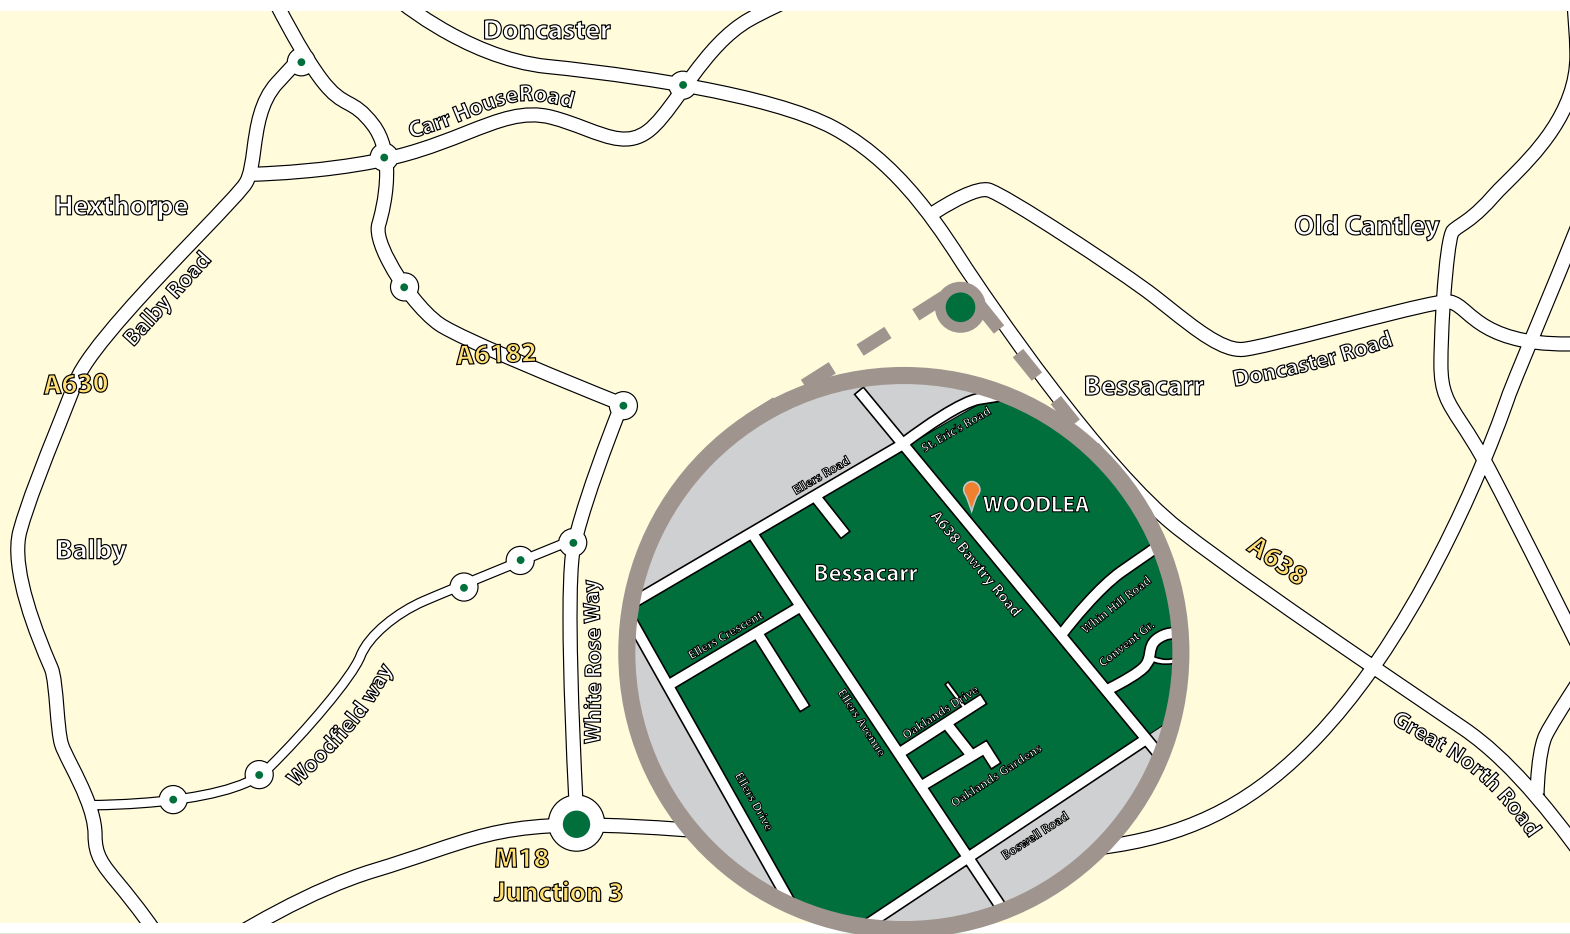 Doncaster
Carr HouseRoad
Hexthorpe
Old Cantley
Balby Road
A6182
A630
Bessacarr
Doncaster Road
St. Eric's Road
Ellers Road
WOODLEA
A638 Bawtry Road
Balby
A638
Bessacarr
Whin Hill Road
Ellers Crescent
Convent Gr.
White Rose Way
Woodfield way
Ellers Avenue
Oaklands Drive
Great North Road
Oaklands Gardens
Ellers Drive
Boswell Road
M18
Junction 3